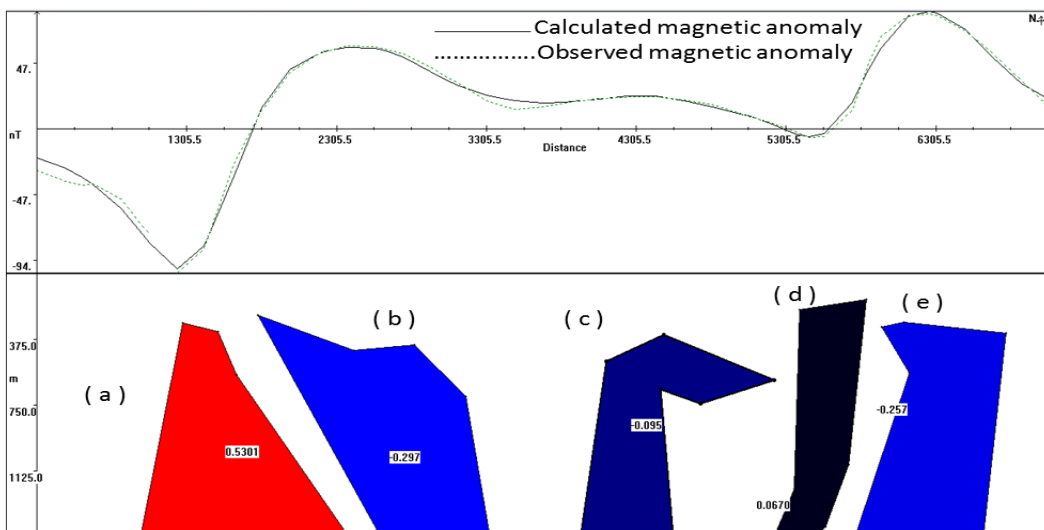 N.
Calculated magnetic anomaly
...............Observed magnetic anomaly
47.
nT
1305.5 2305.5 3305.5 4305.5 5305.5 6305.5
Distance
-47.
-94.
( a ) ( b ) ( c ) ( d ) ( e )
375.0
m
750.0
1125.0
0.5301
-0.297
-0.095
0.0670
-0.257